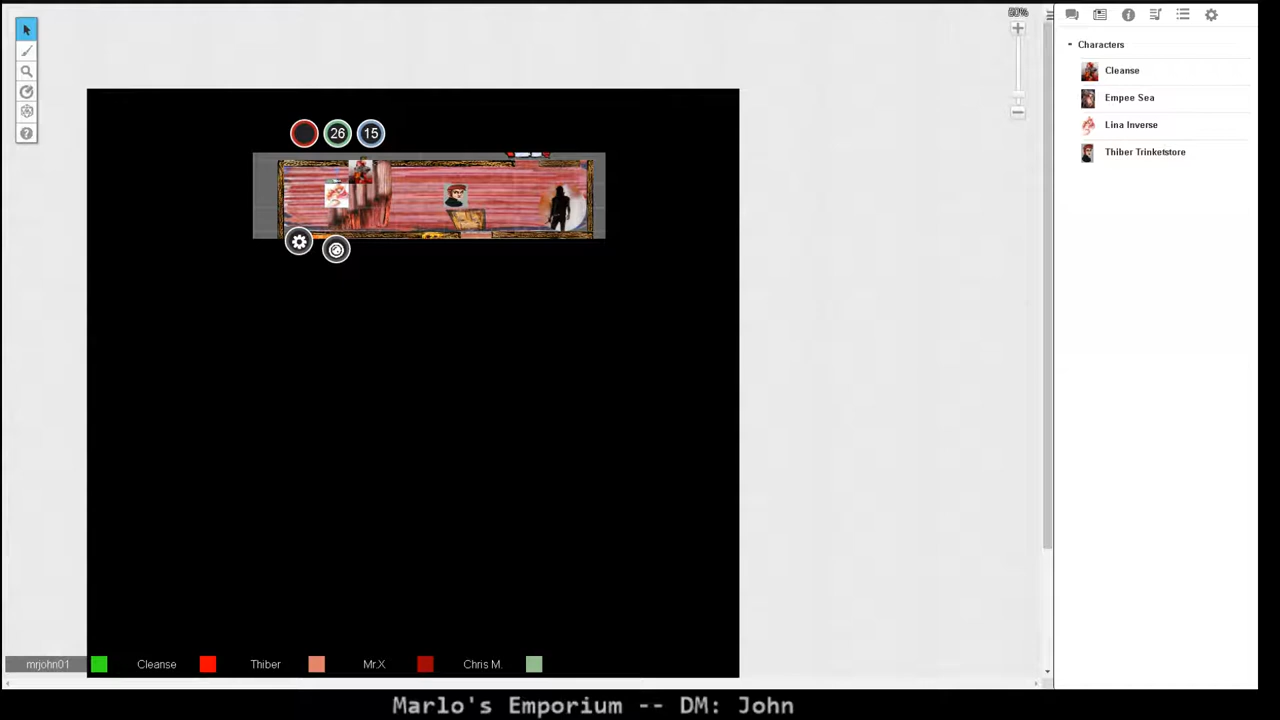 80%
Characters
Cleanse
Empee Sea
Lina Inverse
Thiber Trinketstore
26 15
mrjohn01 Cleanse Thiber Mr.X Chris M.
Marlo's Emporium -- DM: John